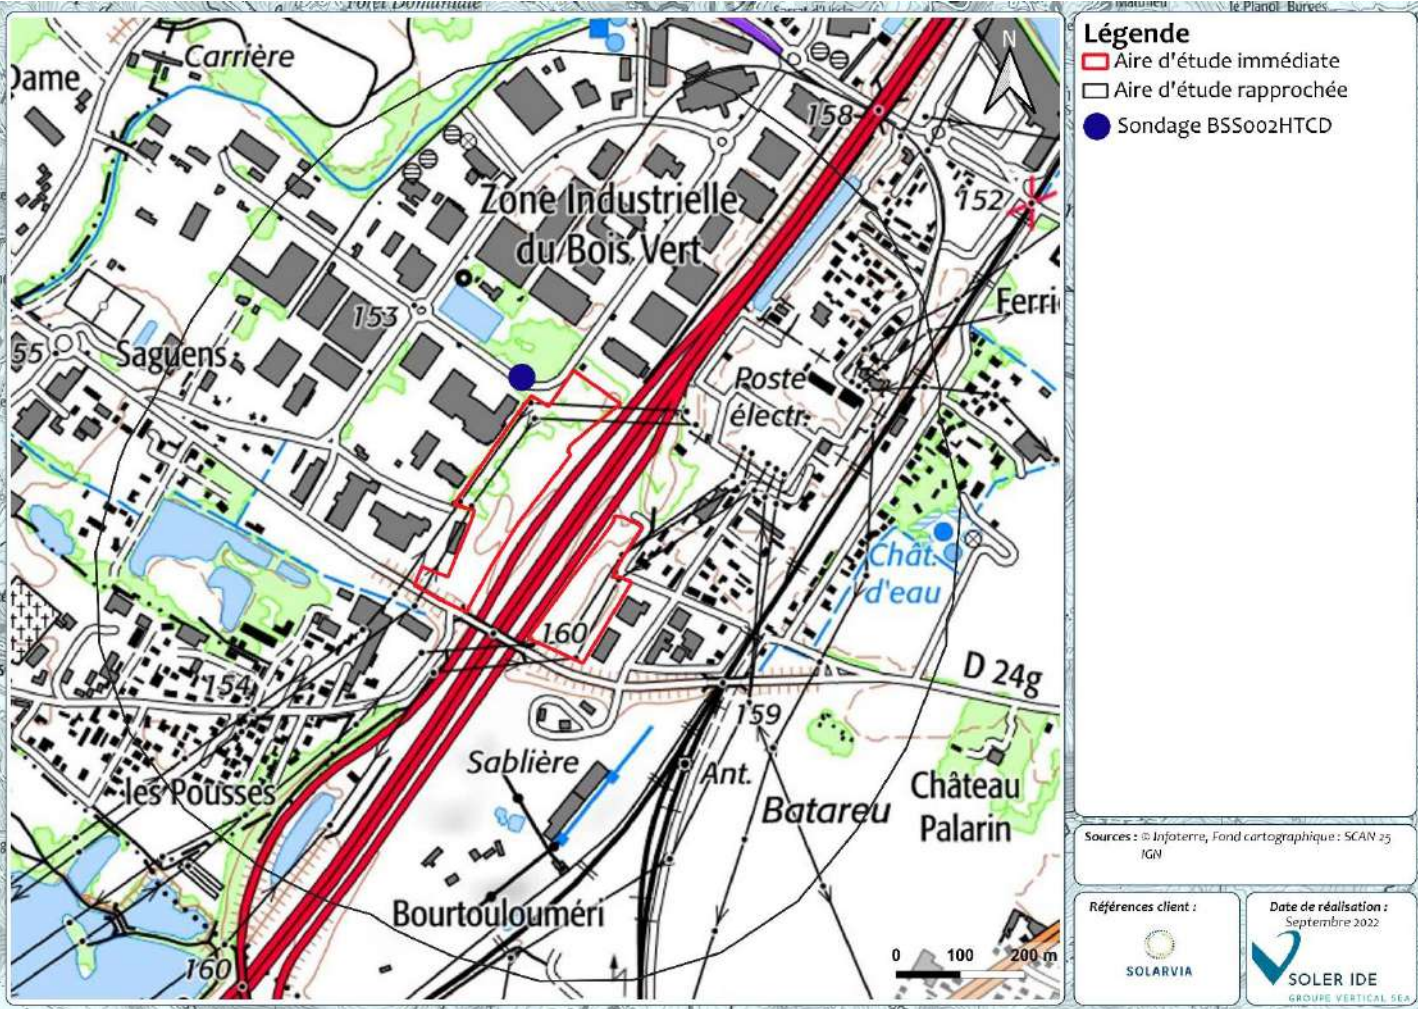 Carrière
Dame
158
N
152
Zone Industrielle
du Bois Vert
153
Ferri
55
Saguens
Poste
électr.
Chât.
d'eau
160
D 24g
154
159
les Pousses
Sablière
Ant.
Batareu
Château
Palarin
Bourtoulouméri
160
0 100 200 m
Légende
Aire d'étude immédiate
Aire d'étude rapprochée
Sondage BSS002HTCD
Sources : © Infoterre, Fond cartographique : SCAN 25
IGN
Références client :
SOLARVIA
Date de réalisation :
Septembre 2022
SOLER IDE
GROUPE VERTICAL SEA